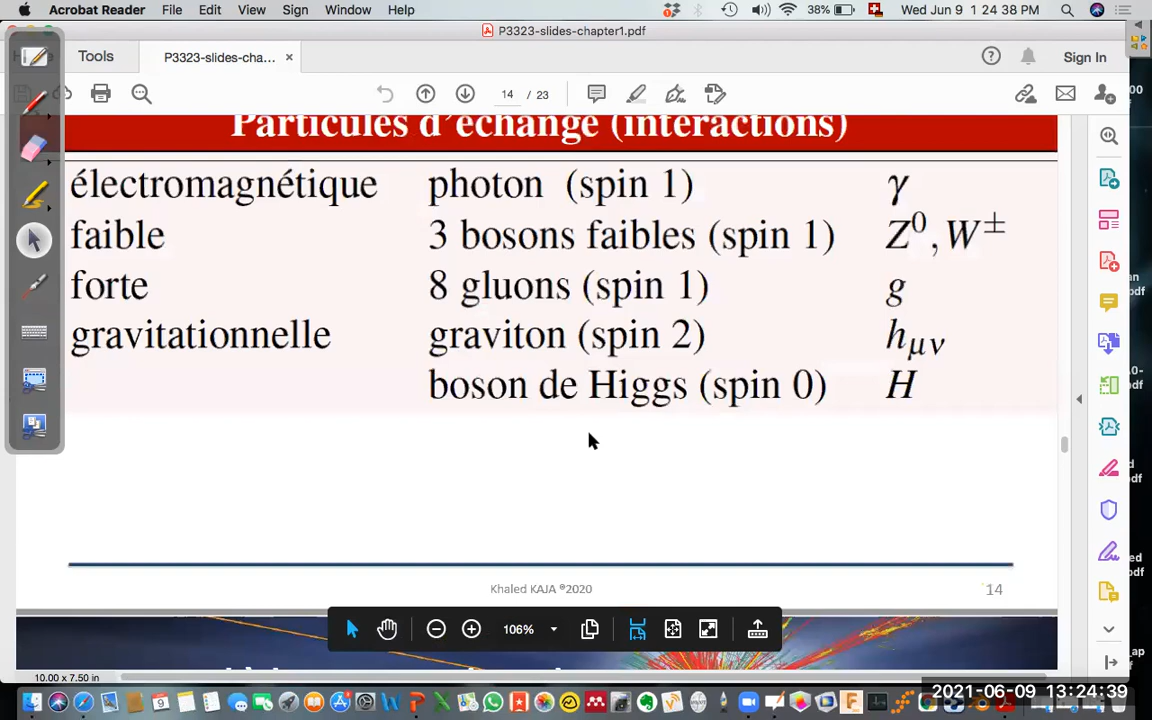 Acrobat Reader File Edit View Sign Window Help 38% Wed Jun 9 1 24 38 PM
P3323-slides-chapter1.pdf
Tools P3323-slides-cha... × Sign In
14 / 23
Particules d'échange (interactions)
électromagnétique photon (spin 1) γ
faible 3 bosons faibles (spin 1) Z⁰, W±
forte 8 gluons (spin 1) g
gravitationnelle graviton (spin 2) hμν
boson de Higgs (spin 0) H
Khaled KAJA ®2020 14
106%
10.00 x 7.50 in
2021-06-09 13:24:39